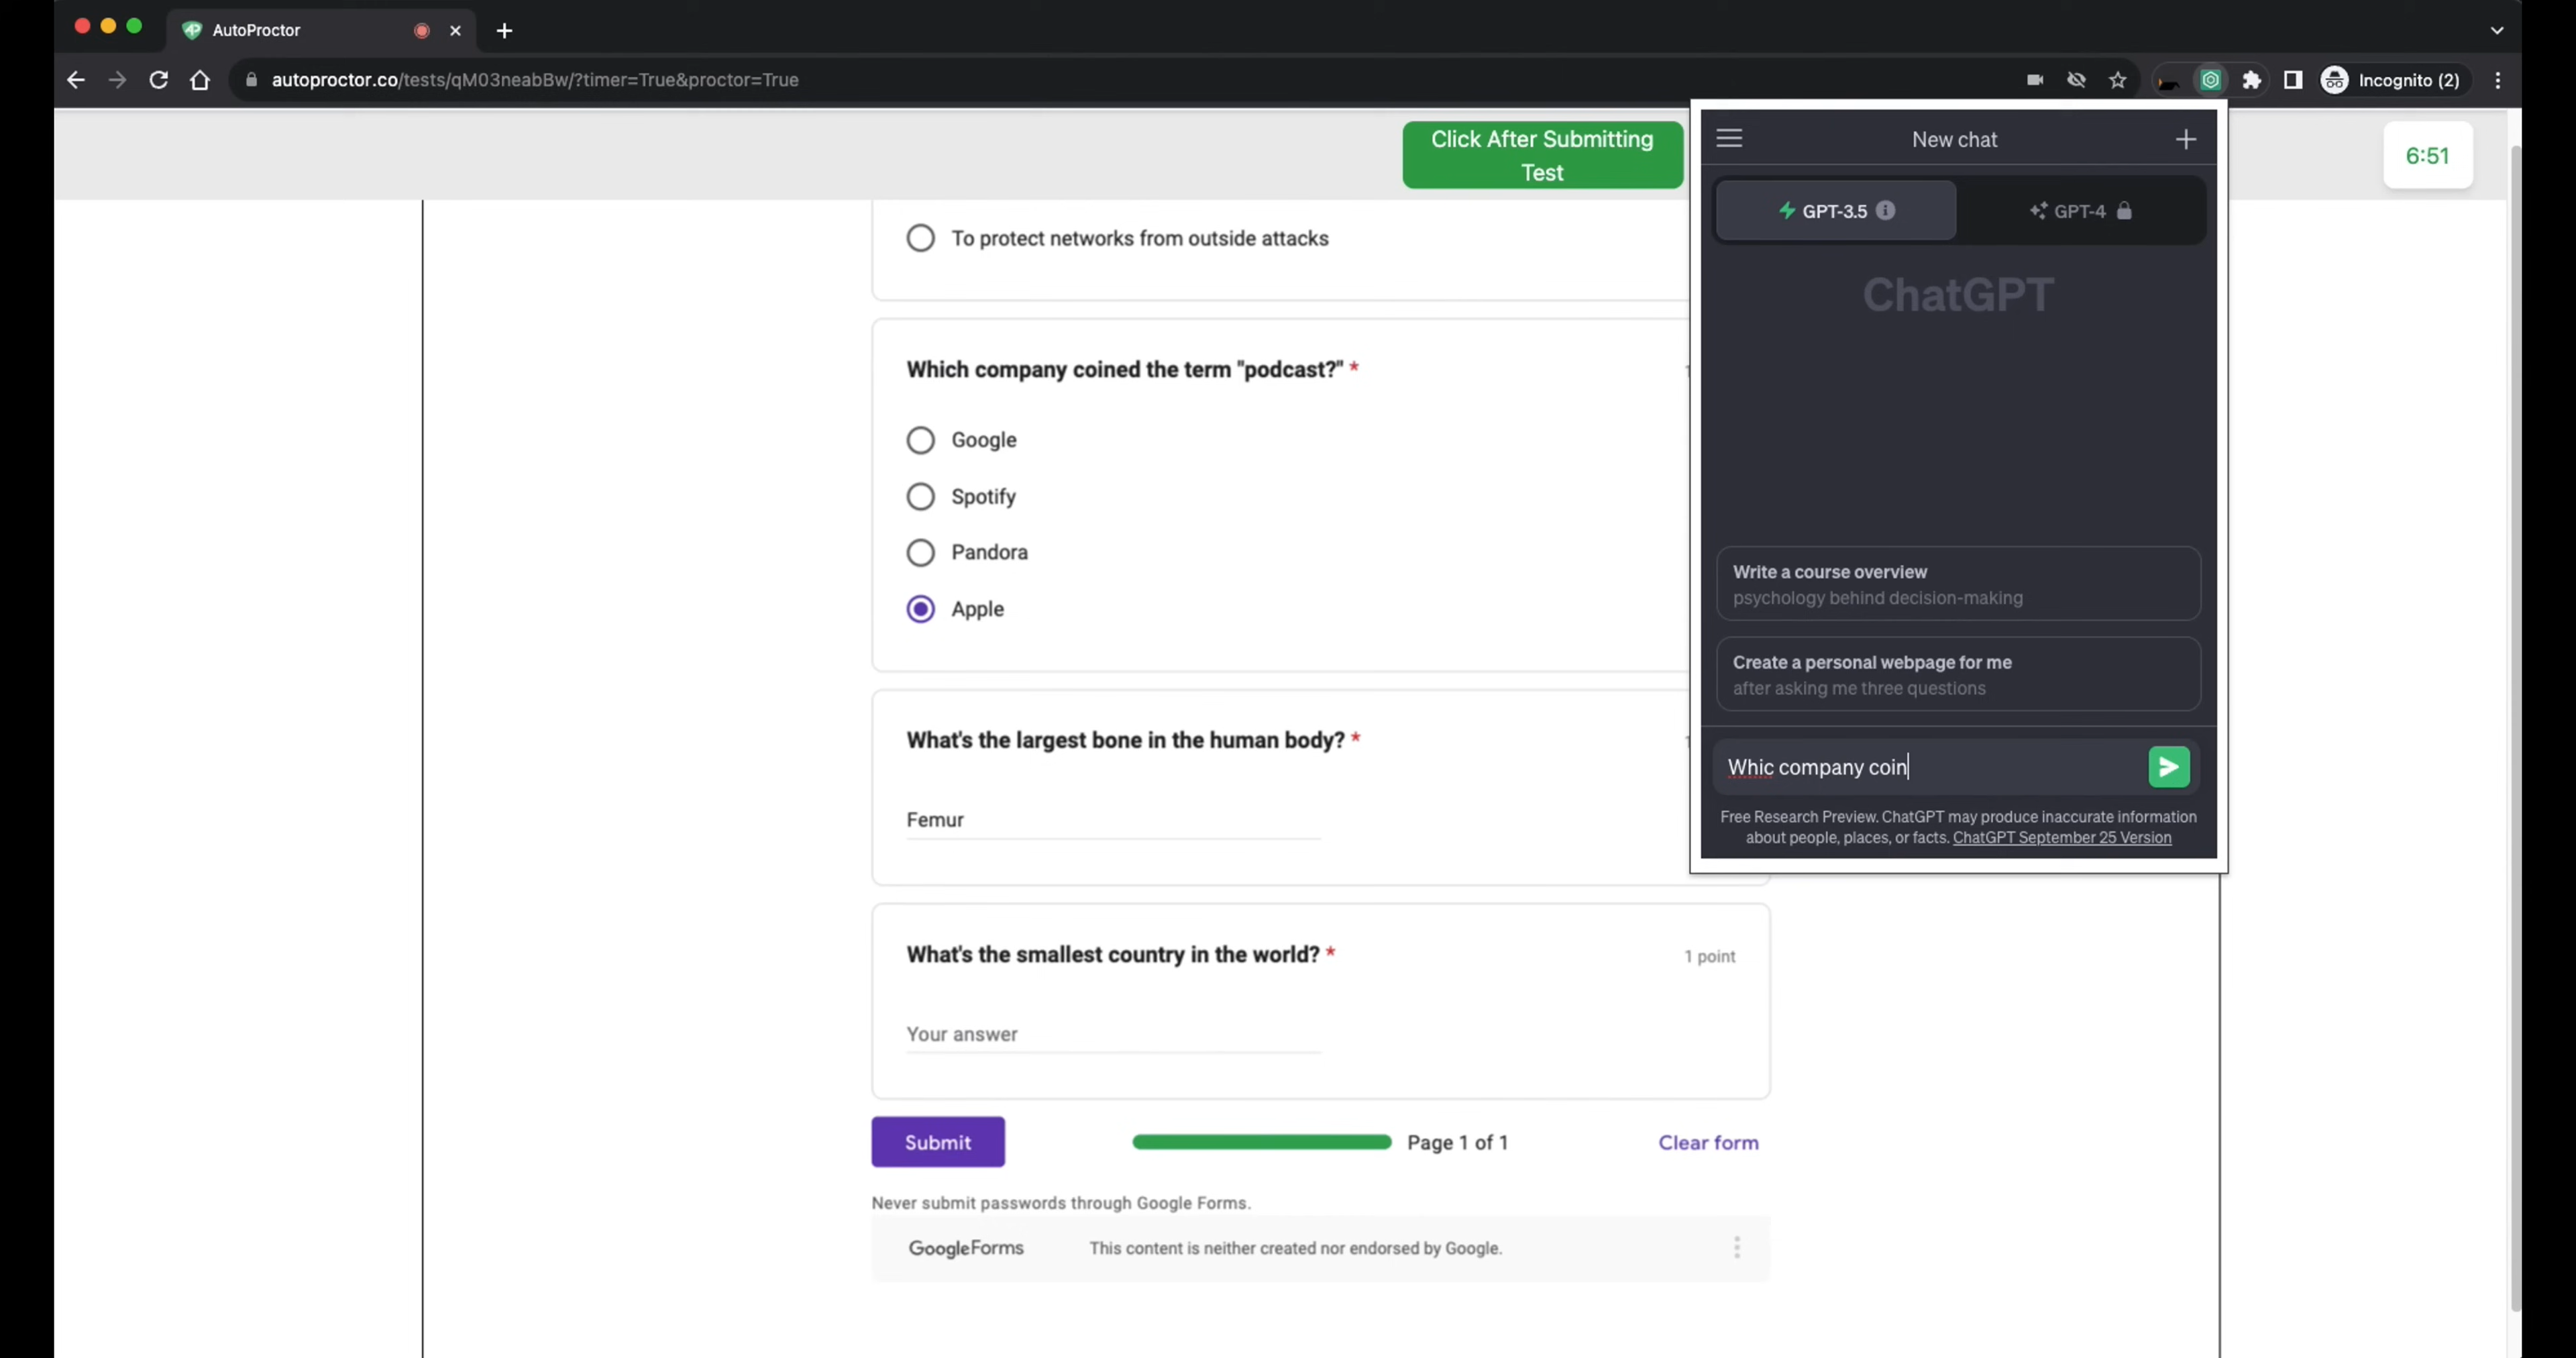 AutoProctor
autoproctor.co/tests/qM03neabBw/?timer=True&proctor=True
Incognito (2)
Click After Submitting
Test
6:51
To protect networks from outside attacks
Which company coined the term "podcast?" *
Google
Spotify
Pandora
Apple
What's the largest bone in the human body? *
Femur
What's the smallest country in the world? *
1 point
Your answer
Submit
Page 1 of 1
Clear form
Never submit passwords through Google Forms.
Google Forms
This content is neither created nor endorsed by Google.
New chat
GPT-3.5
GPT-4
ChatGPT
Write a course overview
psychology behind decision-making
Create a personal webpage for me
after asking me three questions
Whic company coin
Free Research Preview. ChatGPT may produce inaccurate information
about people, places, or facts. ChatGPT September 25 Version